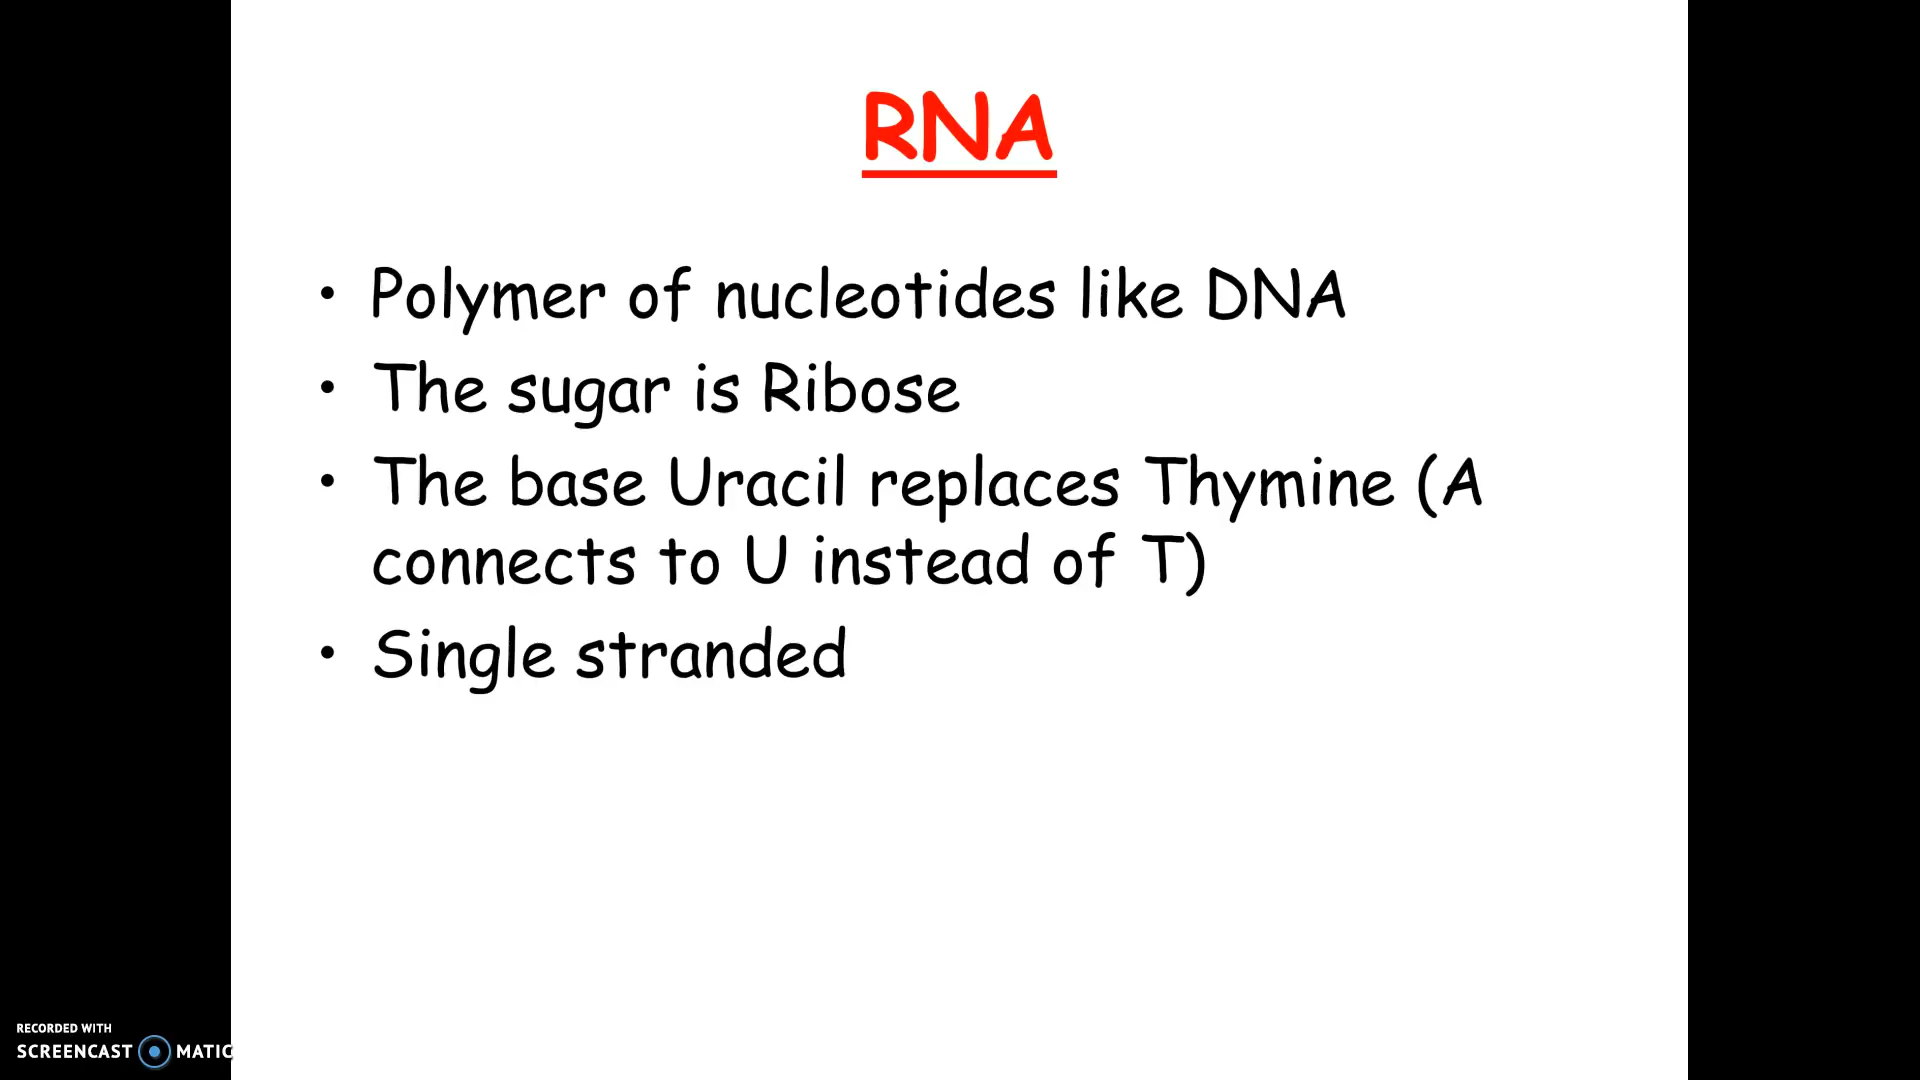 RNA
• Polymer of nucleotides like DNA
• The sugar is Ribose
• The base Uracil replaces Thymine (A
connects to U instead of T)
• Single stranded
RECORDED WITH
SCREENCAST MATIC